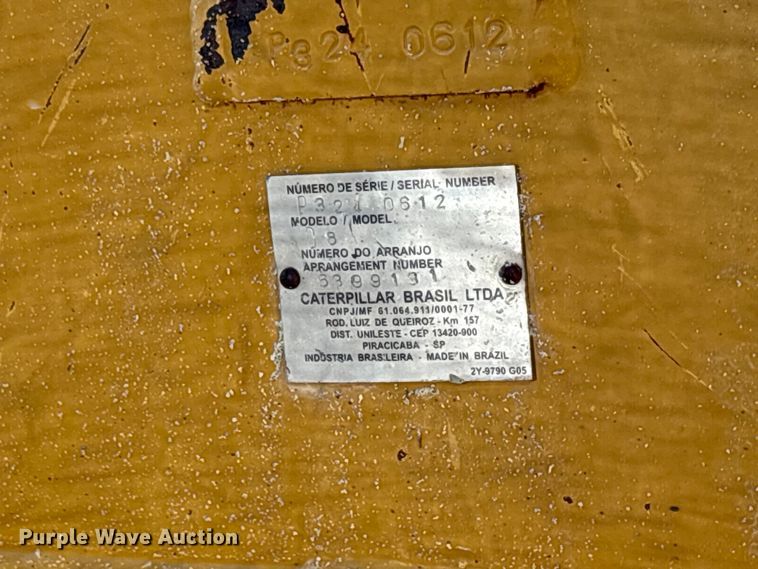 P324 0612
NÚMERO DE SÉRIE / SERIAL NUMBER
P324 0612
MODELO / MODEL
NÚMERO DO ARRANJO
ARRANGEMENT NUMBER
6399131
CATERPILLAR BRASIL LTDA
CNPJ/MF 61.064.911/0001-77
ROD. LUIZ DE QUEIROZ - Km 157
DIST. UNILESTE - CEP 13420-900
PIRACICABA - SP
INDÚSTRIA BRASILEIRA - MADE IN BRAZIL
2Y-9790 G05
Purple Wave Auction